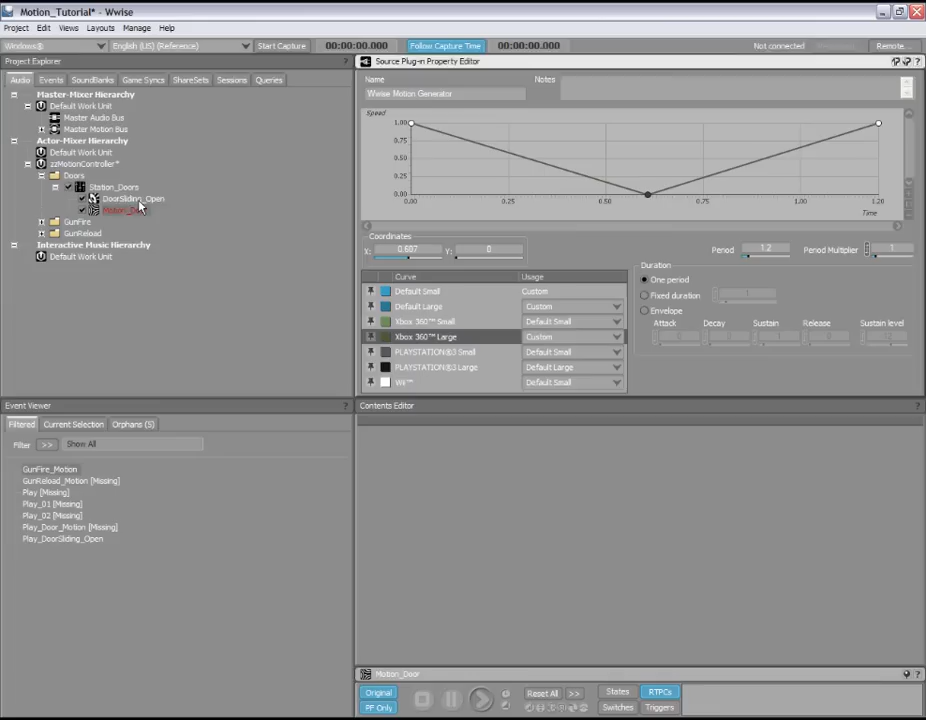 Motion_Tutorial* - Wwise
Project Edit Views Layouts Manage Help
Windows® English (US) (Reference) Start Capture 00:00:00.000 Follow Capture Time 00:00:00.000 Not connected Remote...
Project Explorer ?
Audio Events SoundBanks Game Syncs ShareSets Sessions Queries
Master-Mixer Hierarchy
Default Work Unit
Master Audio Bus
Master Motion Bus
Actor-Mixer Hierarchy
Default Work Unit
zzMotionController*
Doors
Station_Doors
DoorSliding_Open
GunFire
GunReload
Interactive Music Hierarchy
Default Work Unit
Source Plug-in Property Editor ?
Name Notes
Wwise Motion Generator
Speed
1.00
0.75
0.50
0.25
0.00
0.00 0.25 0.50 0.75 1.00 1.20
Time
Coordinates
X: 0.607 Y: 0
Period 1.2 Period Multiplier 1
Curve Usage
Default Small Custom
Default Large Custom
Xbox 360™ Small Default Small
Xbox 360™ Large Custom
PLAYSTATION®3 Small Default Small
PLAYSTATION®3 Large Default Large
Wii™ Default Small
Duration
One period
Fixed duration 1
Envelope
Attack Decay Sustain Release Sustain level
Event Viewer ?
Filtered Current Selection Orphans (5)
Filter >> Show All
GunFire_Motion
GunReload_Motion [Missing]
Play [Missing]
Play_01 [Missing]
Play_02 [Missing]
Play_Door_Motion [Missing]
Play_DoorSliding_Open
Contents Editor ?
Motion_Door ?
Original
PF Only
Reset All >>
States RTPCs
Switches Triggers